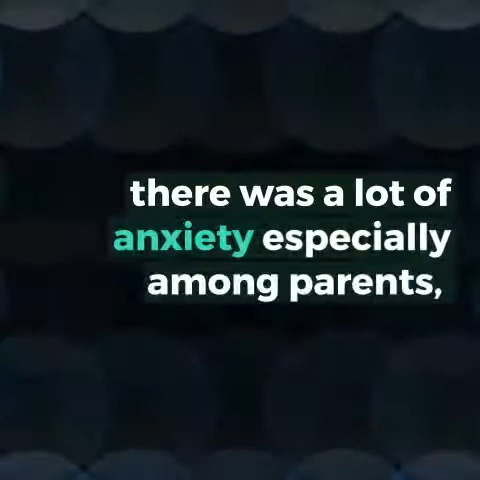 there was a lot of
anxiety especially
among parents,